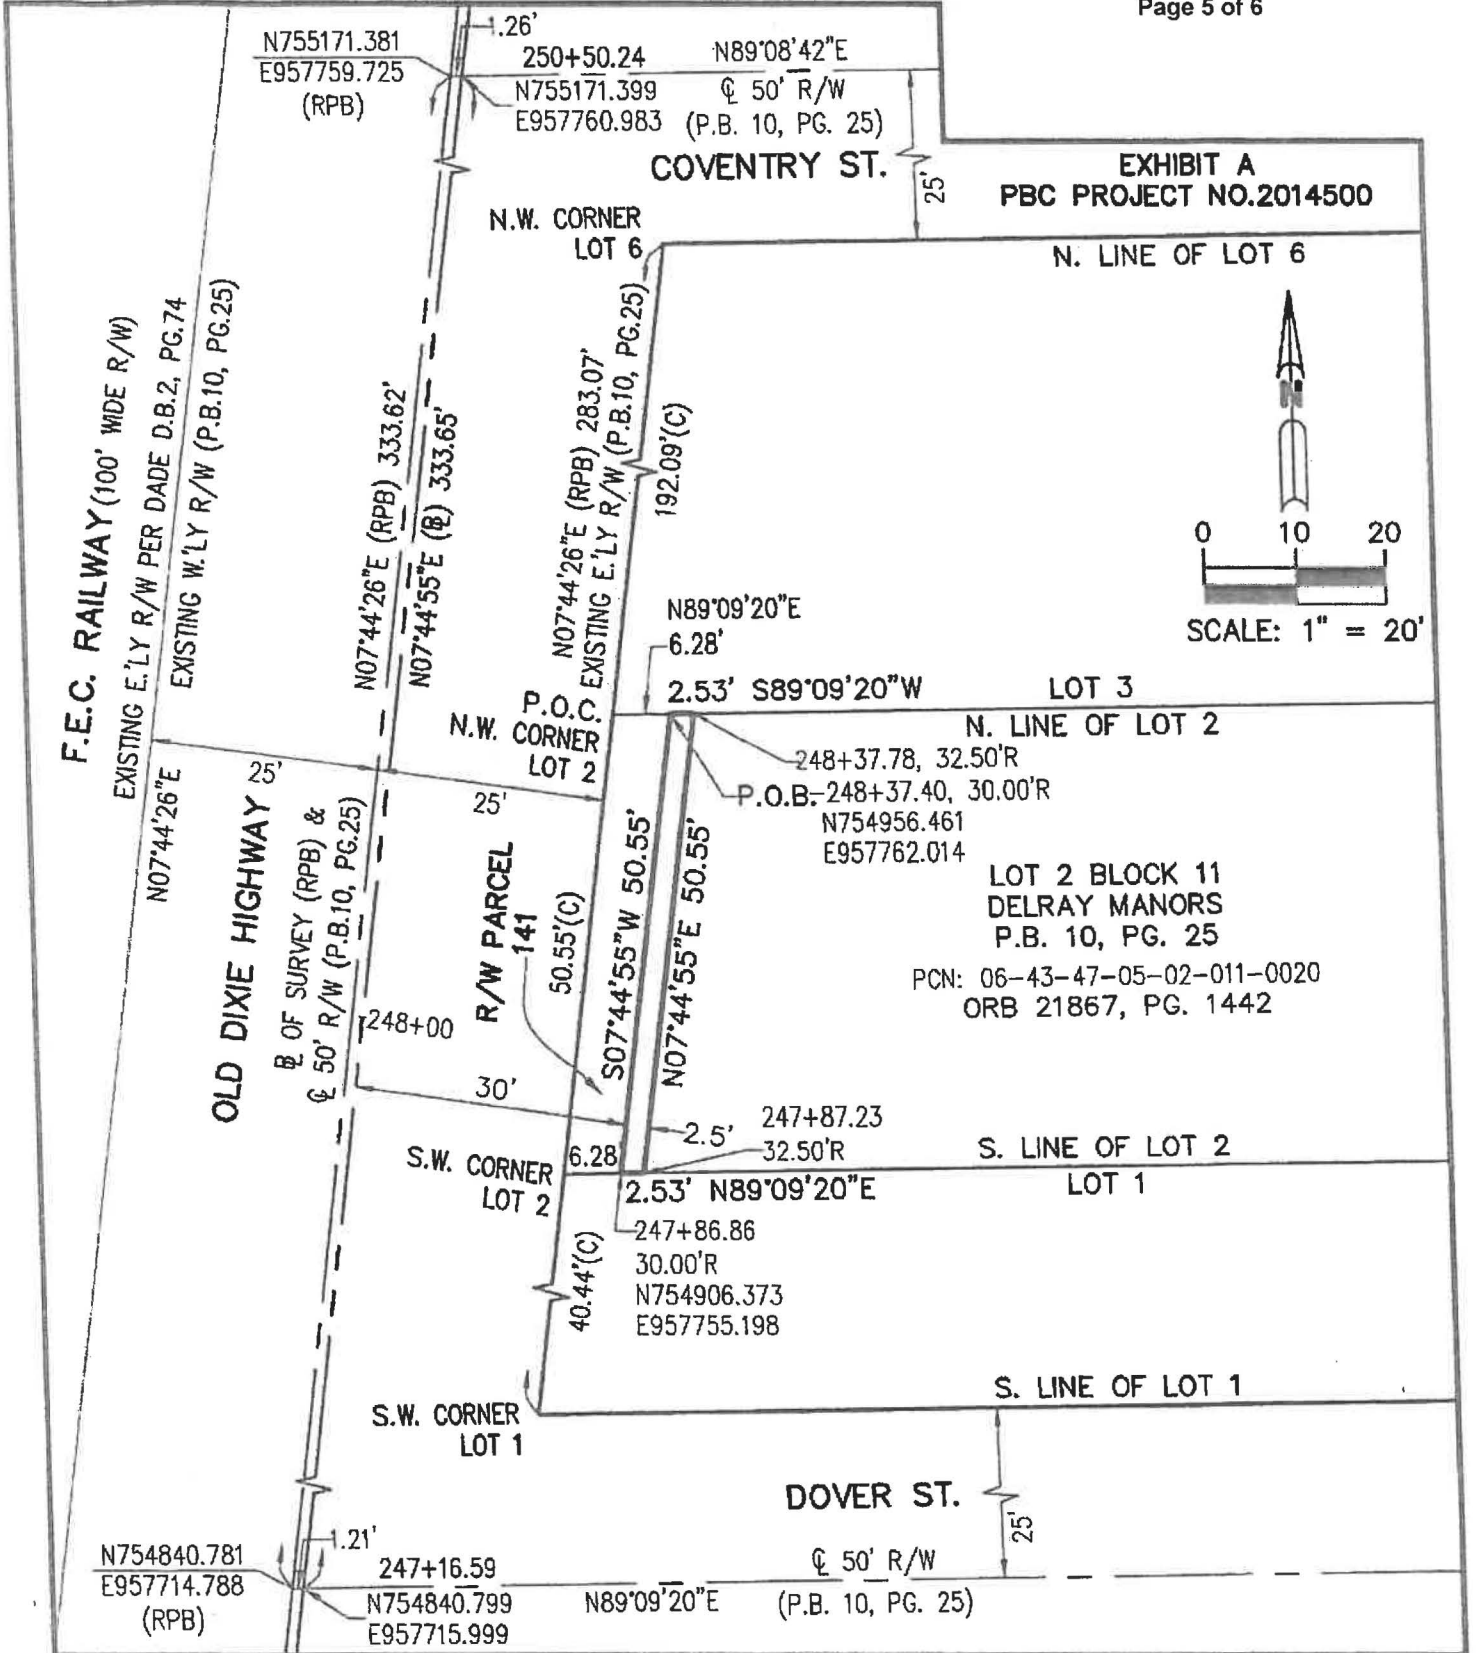 Page 5 of 6
N755171.381
E957759.725
(RPB)
1.26'
250+50.24
N755171.399
E957760.983
N89°08'42"E
℄ 50' R/W
(P.B. 10, PG. 25)
COVENTRY ST.
25'
EXHIBIT A
PBC PROJECT NO.2014500
N.W. CORNER
LOT 6
N. LINE OF LOT 6
F.E.C. RAILWAY (100' WIDE R/W)
EXISTING E.'LY R/W PER DADE D.B.2, PG.74
EXISTING W.'LY R/W (P.B.10, PG.25)
N07°44'26"E
N07°44'26"E (RPB) 333.62'
N07°44'55"E (BL) 333.65'
N07°44'26"E (RPB) 283.07'
EXISTING E.'LY R/W (P.B.10, PG.25)
192.09'(C)
N
0 10 20
SCALE: 1" = 20'
N89°09'20"E
6.28'
2.53' S89°09'20"W
LOT 3
P.O.C.
N.W. CORNER
LOT 2
N. LINE OF LOT 2
248+37.78, 32.50'R
P.O.B. 248+37.40, 30.00'R
N754956.461
E957762.014
25'
25'
OLD DIXIE HIGHWAY
BL OF SURVEY (RPB) &
℄ 50' R/W (P.B.10, PG.25)
248+00
R/W PARCEL
141
50.55'(C)
S07°44'55"W 50.55'
N07°44'55"E 50.55'
LOT 2 BLOCK 11
DELRAY MANORS
P.B. 10, PG. 25
PCN: 06-43-47-05-02-011-0020
ORB 21867, PG. 1442
30'
2.5'
247+87.23
32.50'R
S.W. CORNER
LOT 2
6.28'
S. LINE OF LOT 2
2.53' N89°09'20"E
LOT 1
247+86.86
30.00'R
N754906.373
E957755.198
40.44'(C)
S. LINE OF LOT 1
S.W. CORNER
LOT 1
DOVER ST.
25'
N754840.781
E957714.788
(RPB)
1.21'
247+16.59
N754840.799
E957715.999
N89°09'20"E
℄ 50' R/W
(P.B. 10, PG. 25)